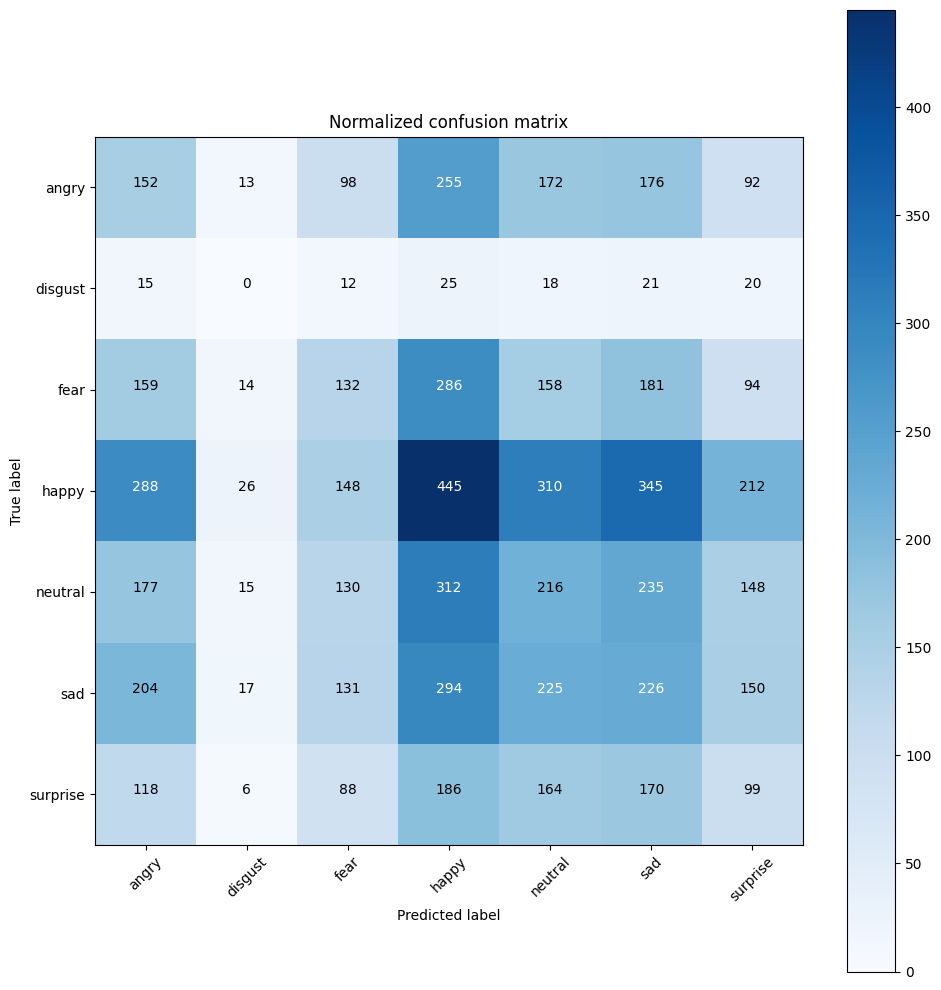 Normalized confusion matrix
angry 152 13 98 255 172 176 92
disgust 15 0 12 25 18 21 20
fear 159 14 132 286 158 181 94
happy 288 26 148 445 310 345 212
neutral 177 15 130 312 216 235 148
sad 204 17 131 294 225 226 150
surprise 118 6 88 186 164 170 99
angry disgust fear happy neutral sad surprise
Predicted label
True label
400
350
300
250
200
150
100
50
0